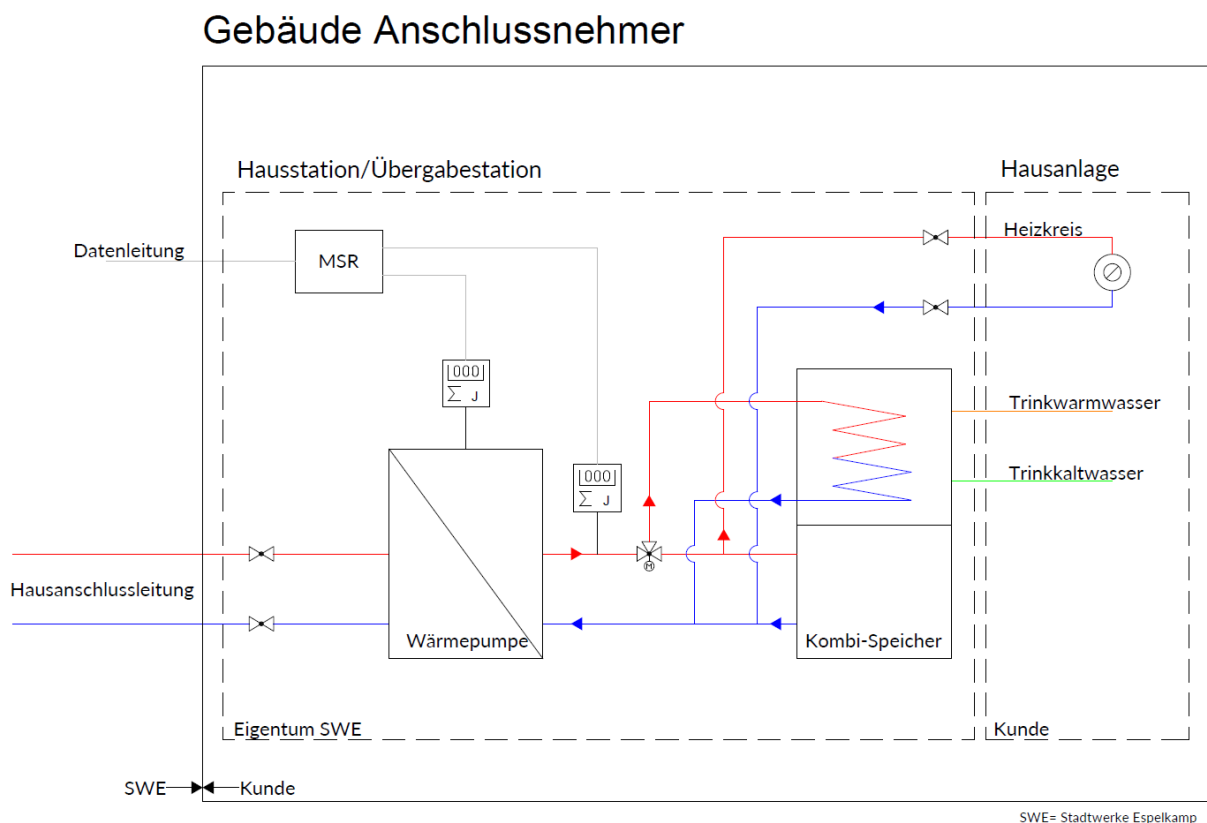 Gebäude Anschlussnehmer
Hausstation/Übergabestation
Hausanlage
Datenleitung
MSR
Heizkreis
000
Σ J
Trinkwarmwasser
Trinkkaltwasser
000
Σ J
M
Hausanschlussleitung
Wärmepumpe
Kombi-Speicher
Eigentum SWE
Kunde
SWE
Kunde
SWE= Stadtwerke Espelkamp